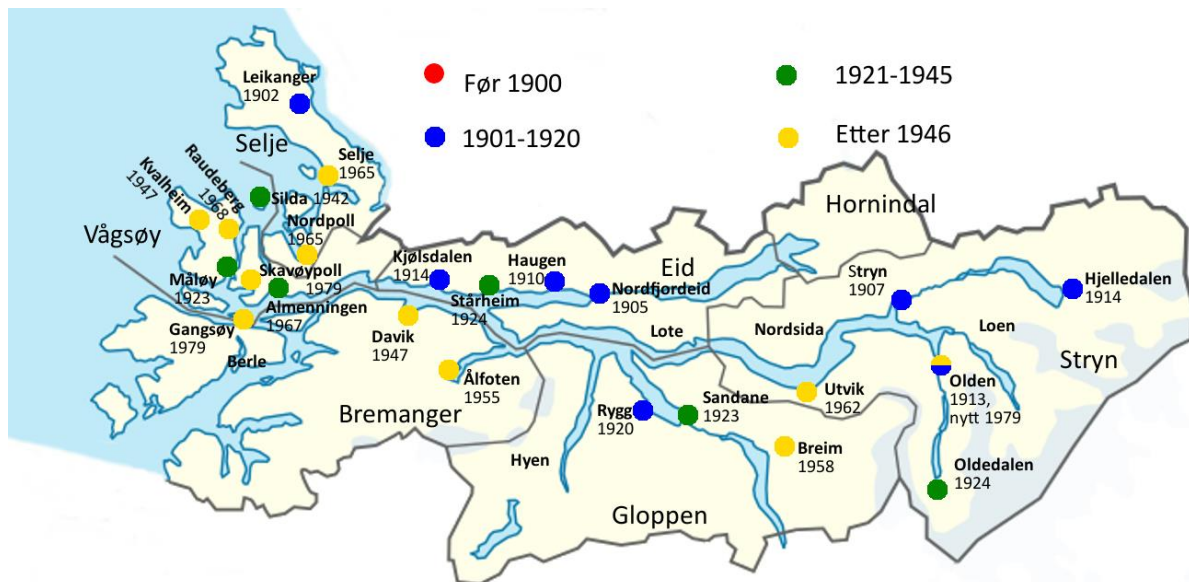 Før 1900
1901-1920
1921-1945
Etter 1946
Leikanger
1902
Selje
Selje
1965
Silda 1942
Raudeberg
1968
Kvalheim
1947
Nordpoll
1965
Vågsøy
Måløy
1923
Skavøypoll
1979
Almenningen
1967
Gangsøy
1979
Berle
Kjølsdalen
1914
Stårheim
1924
Haugen
1910
Eid
Nordfjordeid
1905
Hornindal
Davik
1947
Ålfoten
1955
Bremanger
Lote
Nordsida
Stryn
1907
Hjelledalen
1914
Loen
Stryn
Olden
1913,
nytt 1979
Oldedalen
1924
Utvik
1962
Sandane
1923
Rygg
1920
Breim
1958
Hyen
Gloppen